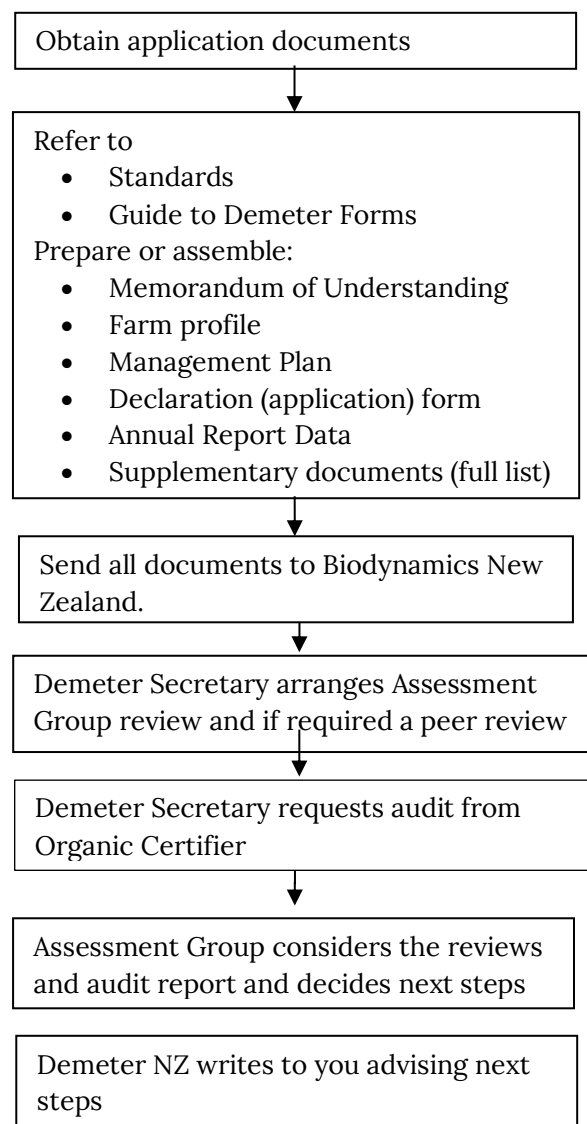 Obtain application documents
Refer to
• Standards
• Guide to Demeter Forms
Prepare or assemble:
• Memorandum of Understanding
• Farm profile
• Management Plan
• Declaration (application) form
• Annual Report Data
• Supplementary documents (full list)
Send all documents to Biodynamics New
Zealand.
Demeter Secretary arranges Assessment
Group review and if required a peer review
Demeter Secretary requests audit from
Organic Certifier
Assessment Group considers the reviews
and audit report and decides next steps
Demeter NZ writes to you advising next
steps